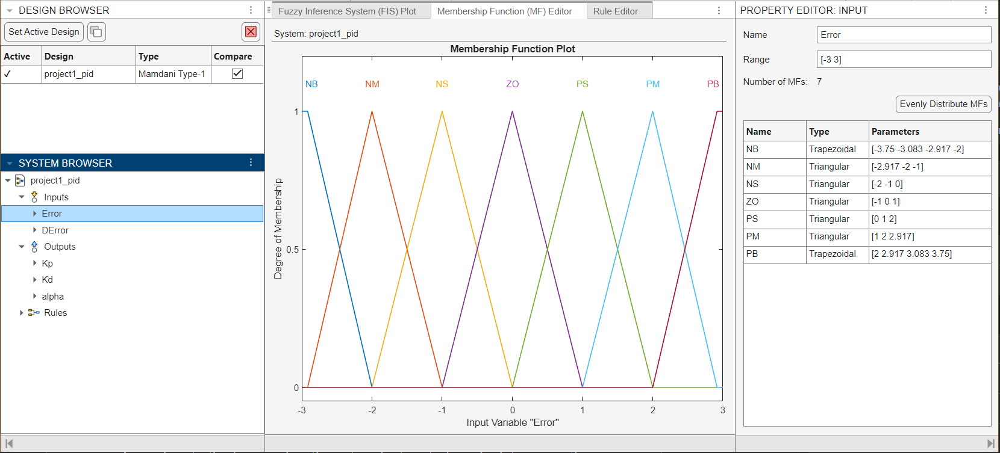 DESIGN BROWSER
Set Active Design
Active Design Type Compare
project1_pid Mamdani Type-1
SYSTEM BROWSER
project1_pid
Inputs
Error
DError
Outputs
Kp
Kd
alpha
Rules
Fuzzy Inference System (FIS) Plot Membership Function (MF) Editor Rule Editor
System: project1_pid
Membership Function Plot
NB NM NS ZO PS PM PB
1
0.5
0
Degree of Membership
-3 -2 -1 0 1 2 3
Input Variable "Error"
PROPERTY EDITOR: INPUT
Name Error
Range [-3 3]
Number of MFs: 7
Evenly Distribute MFs
Name Type Parameters
NB Trapezoidal [-3.75 -3.083 -2.917 -2]
NM Triangular [-2.917 -2 -1]
NS Triangular [-2 -1 0]
ZO Triangular [-1 0 1]
PS Triangular [0 1 2]
PM Triangular [1 2 2.917]
PB Trapezoidal [2 2.917 3.083 3.75]